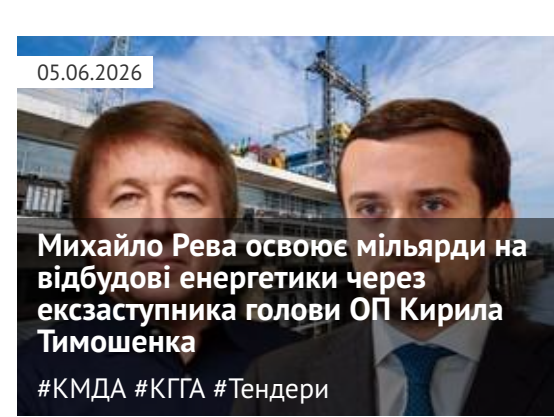 05.06.2026
Михайло Рева освоює мільярди на
відбудові енергетики через
ексзаступника голови ОП Кирила
Тимошенка
#КМДА #КГГА #Тендери